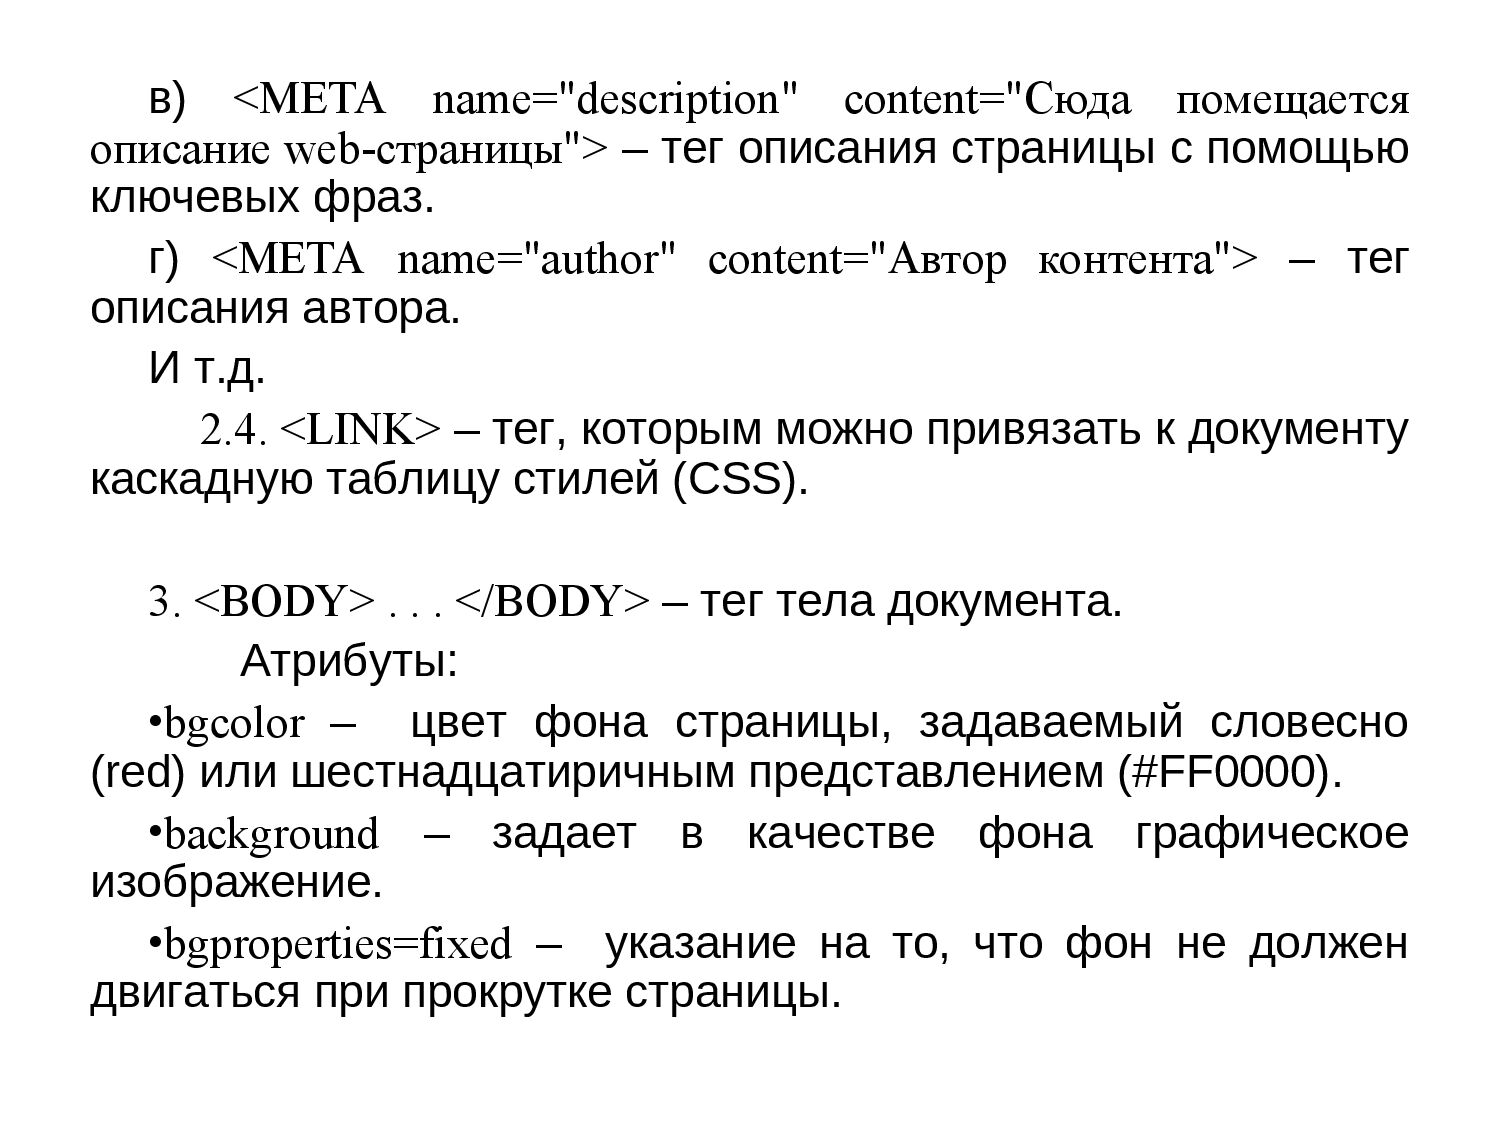 в) <META name="description" content="Сюда помещается
описание web-страницы"> – тег описания страницы с помощью
ключевых фраз.
г) <META name="author" content="Автор контента"> – тег
описания автора.
И т.д.
2.4. <LINK> – тег, которым можно привязать к документу
каскадную таблицу стилей (CSS).
3. <BODY> . . . </BODY> – тег тела документа.
Атрибуты:
•bgcolor – цвет фона страницы, задаваемый словесно
(red) или шестнадцатиричным представлением (#FF0000).
•background – задает в качестве фона графическое
изображение.
•bgproperties=fixed – указание на то, что фон не должен
двигаться при прокрутке страницы.